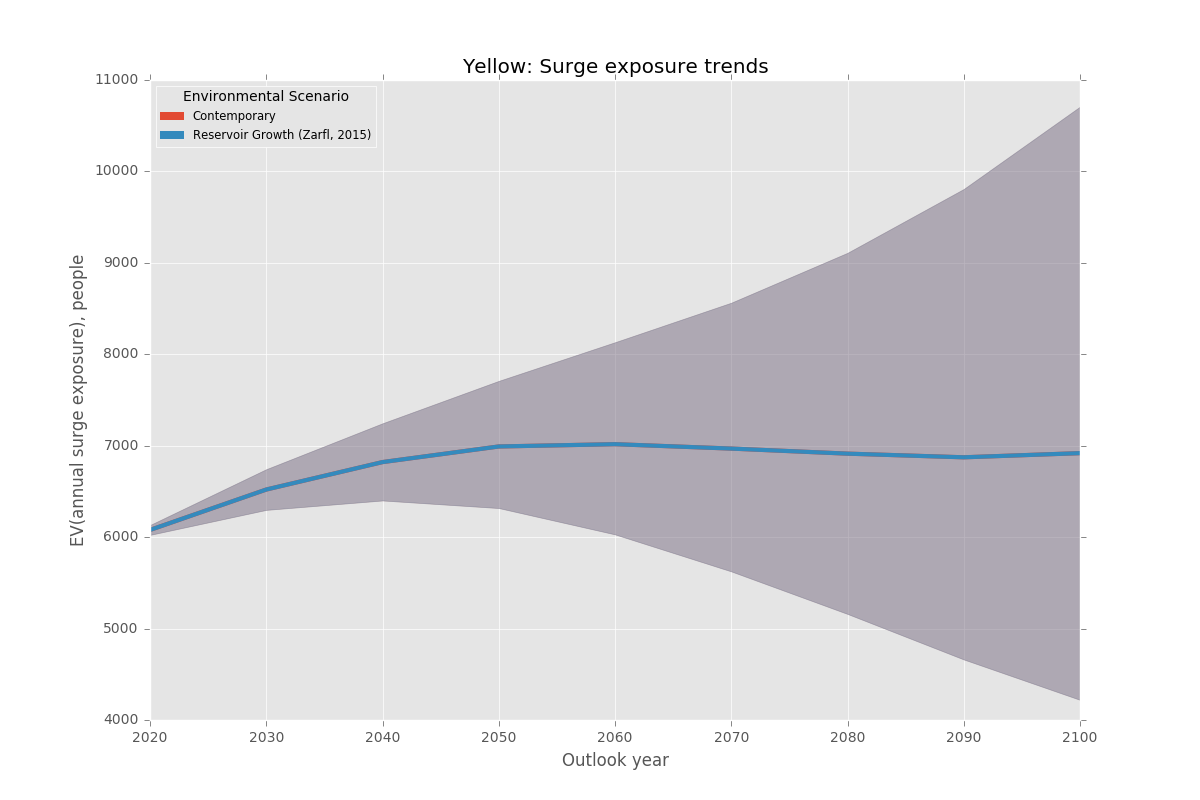 Yellow: Surge exposure trends
11000
10000
9000
8000
7000
6000
5000
4000
EV(annual surge exposure), people
Environmental Scenario
Contemporary
Reservoir Growth (Zarfl, 2015)
2020 2030 2040 2050 2060 2070 2080 2090 2100
Outlook year